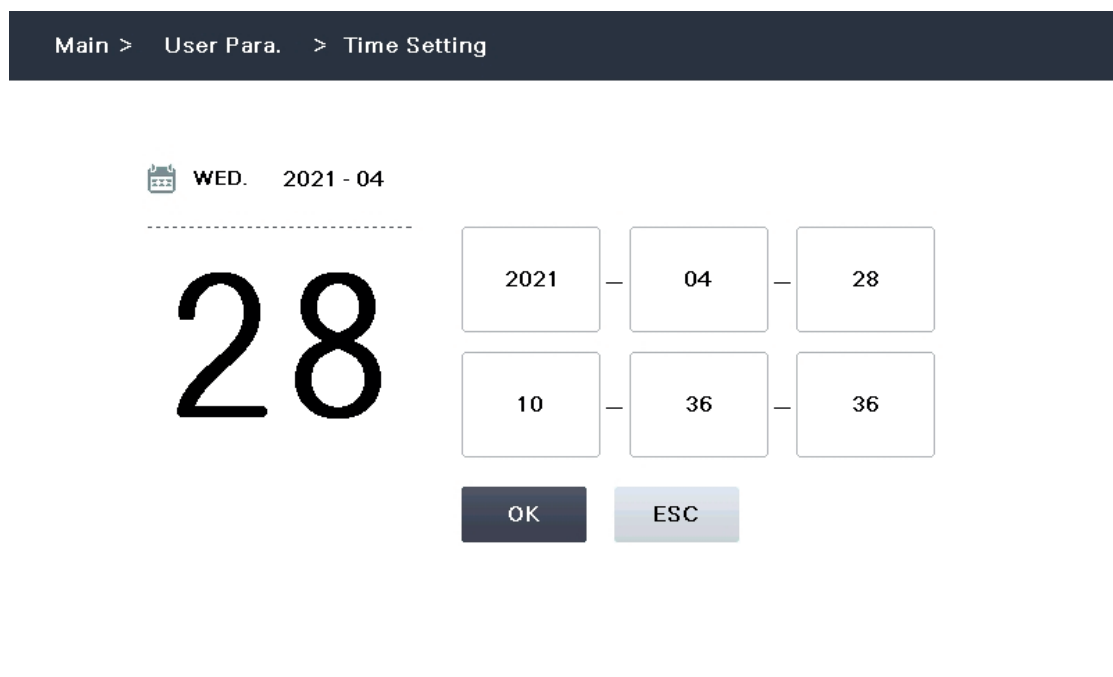 Main > User Para. > Time Setting
WED. 2021 - 04
28
2021 – 04 – 28
10 – 36 – 36
OK ESC